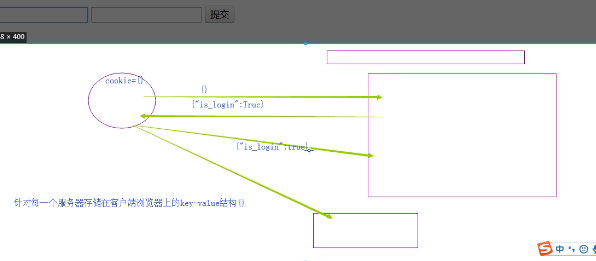 提交
8 × 400
cookie={}
{}
{"is_login":True}
{"is_login":true}
针对每一个服务器存储在客户端浏览器上的key-value结构{}
S中